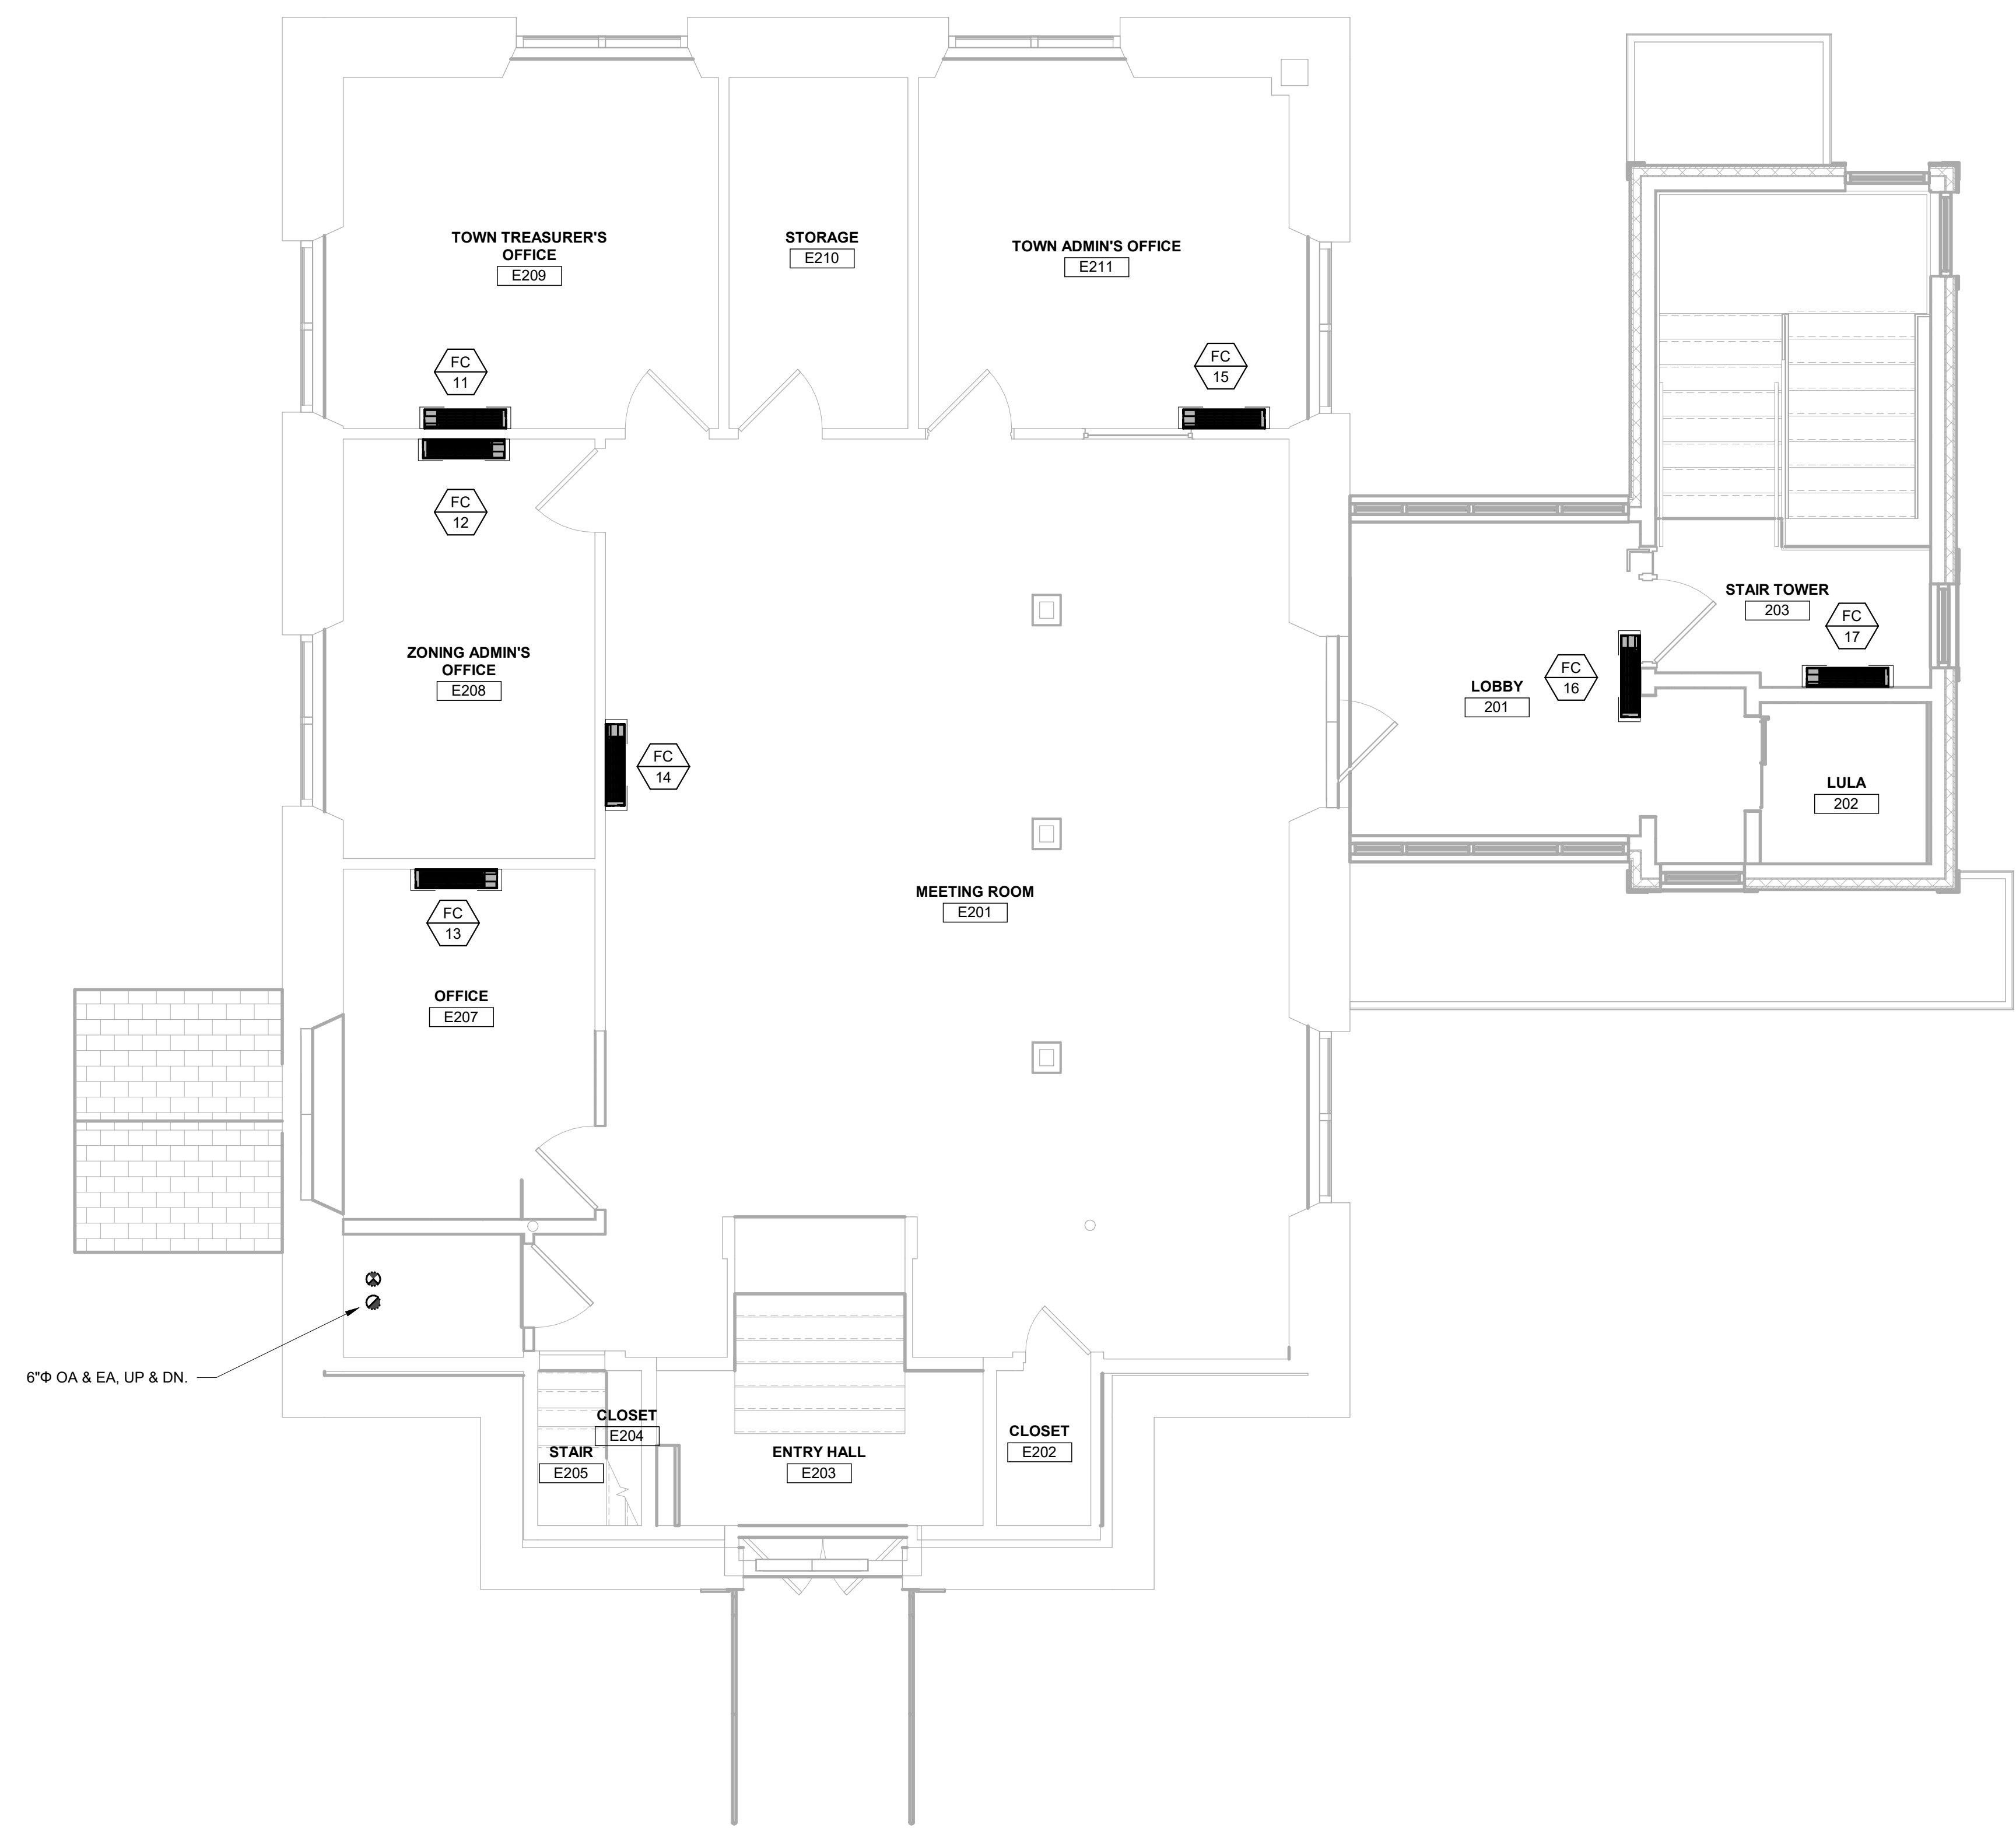 TOWN TREASURER'S
OFFICE
E209
STORAGE
E210
TOWN ADMIN'S OFFICE
E211
FC
11
FC
15
FC
12
ZONING ADMIN'S
OFFICE
E208
FC
14
STAIR TOWER
203
FC
17
FC
16
LOBBY
201
LULA
202
MEETING ROOM
E201
FC
13
OFFICE
E207
6"Φ OA & EA, UP & DN.
CLOSET
E204
STAIR
E205
ENTRY HALL
E203
CLOSET
E202